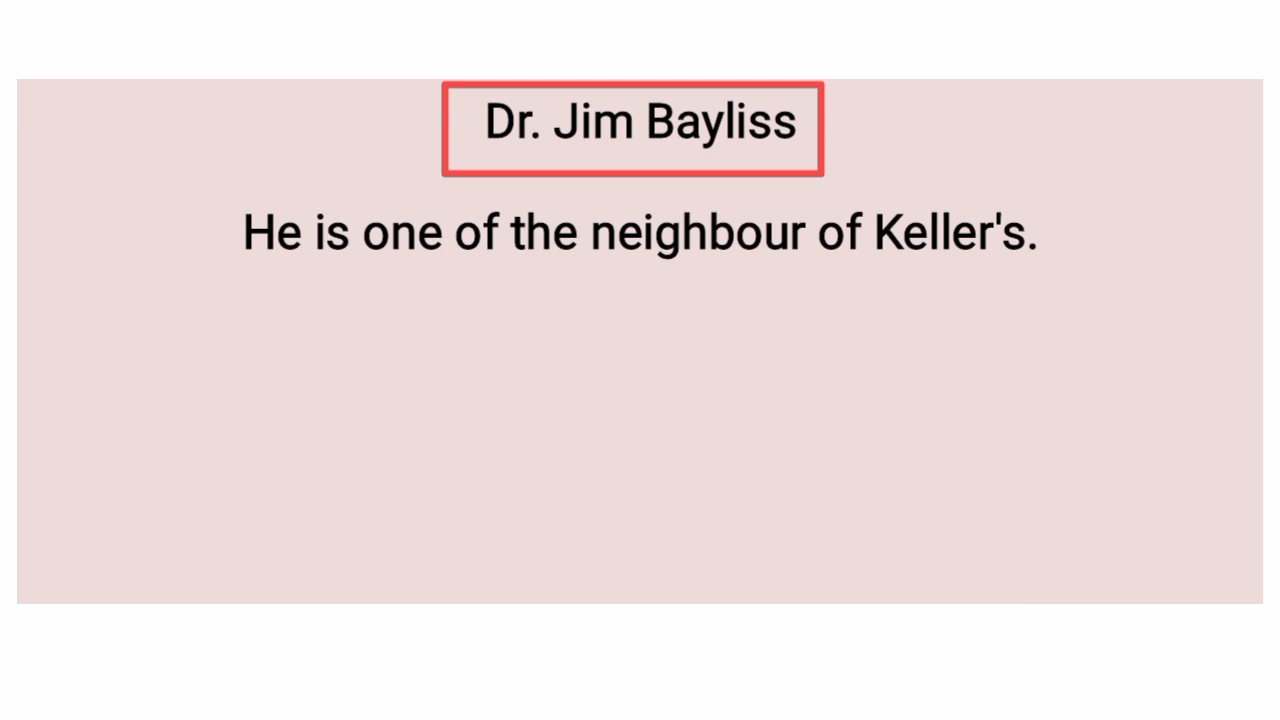 Dr. Jim Bayliss
He is one of the neighbour of Keller's.